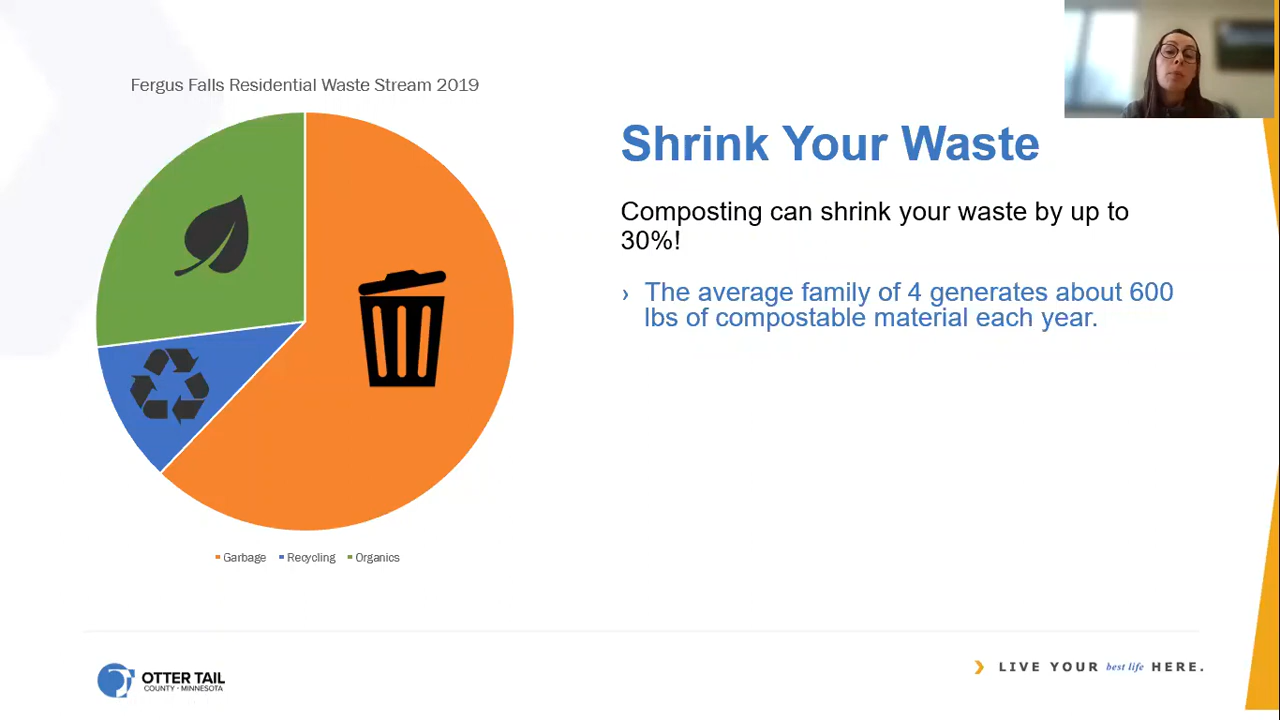 Fergus Falls Residential Waste Stream 2019
Garbage Recycling Organics
Shrink Your Waste
Composting can shrink your waste by up to
30%!
› The average family of 4 generates about 600
lbs of compostable material each year.
OTTER TAIL
COUNTY · MINNESOTA
LIVE YOUR best life HERE.